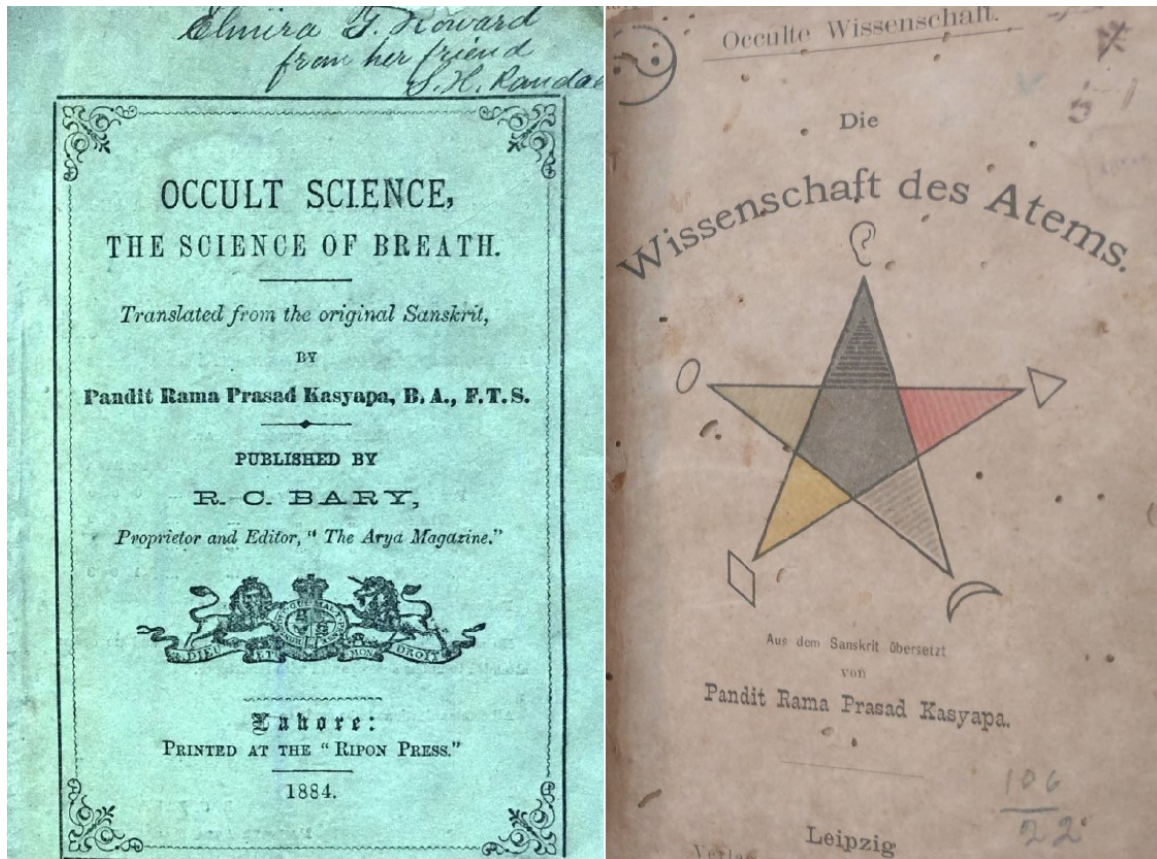 Elmira G. Howard
from her friend
S. H. Randa
OCCULT SCIENCE,
THE SCIENCE OF BREATH.
Translated from the original Sanskrit,
BY
Pandit Rama Prasad Kasyapa, B. A., F. T. S.
PUBLISHED BY
R. C. BARY,
Proprietor and Editor, “ The Arya Magazine.”
DIEU ET MON DROIT
Lahore:
PRINTED AT THE “ RIPON PRESS.”
1884.
Occulte Wissenschaft.
Die
Wissenschaft des Atems.
Aus dem Sanskrit übersetzt
von
Pandit Rama Prasad Kasyapa.
106
22
Leipzig
Verlag